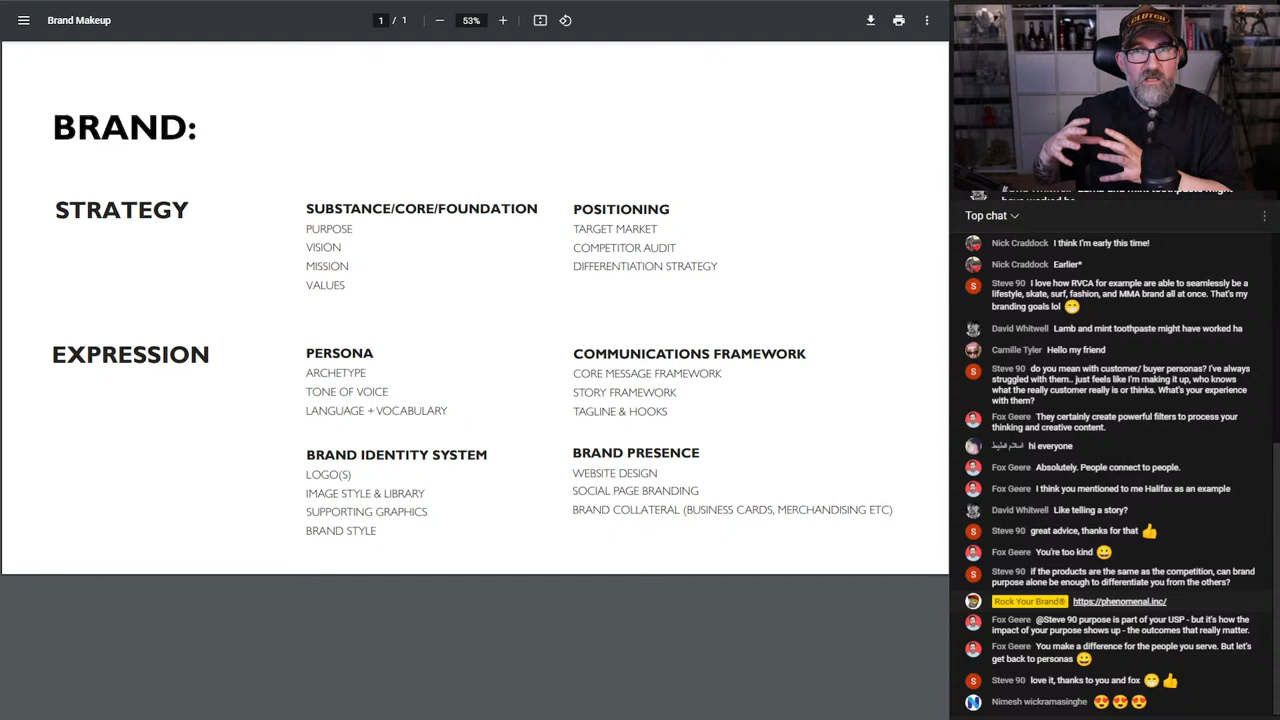 Brand Makeup
1 / 1
53%
BRAND:
STRATEGY
SUBSTANCE/CORE/FOUNDATION
PURPOSE
VISION
MISSION
VALUES
POSITIONING
TARGET MARKET
COMPETITOR AUDIT
DIFFERENTIATION STRATEGY
EXPRESSION
PERSONA
ARCHETYPE
TONE OF VOICE
LANGUAGE + VOCABULARY
COMMUNICATIONS FRAMEWORK
CORE MESSAGE FRAMEWORK
STORY FRAMEWORK
TAGLINE & HOOKS
BRAND IDENTITY SYSTEM
LOGO(S)
IMAGE STYLE & LIBRARY
SUPPORTING GRAPHICS
BRAND STYLE
BRAND PRESENCE
WEBSITE DESIGN
SOCIAL PAGE BRANDING
BRAND COLLATERAL (BUSINESS CARDS, MERCHANDISING ETC)
CLUTCH
Top chat
Nick Craddock I think I'm early this time!
Nick Craddock Earlier*
Steve 90 I love how RVCA for example are able to seamlessly be a
lifestyle, skate, surf, fashion, and MMA brand all at once. That's my
branding goals lol 😁
David Whitwell Lamb and mint toothpaste might have worked ha
Camille Tyler Hello my friend
Steve 90 do you mean with customer/ buyer personas? I've always
struggled with them.. just feels like I'm making it up, who knows
what the really customer really is or thinks. What's your experience
with them?
Fox Geere They certainly create powerful filters to process your
thinking and creative content.
hi everyone
Fox Geere Absolutely. People connect to people.
Fox Geere I think you mentioned to me Halifax as an example
David Whitwell Like telling a story?
Steve 90 great advice, thanks for that 👍
Fox Geere You're too kind 😀
Steve 90 if the products are the same as the competition, can brand
purpose alone be enough to differentiate you from the others?
Rock Your Brand® https://phenomenal.inc/
Fox Geere @Steve 90 purpose is part of your USP - but it's how the
impact of your purpose shows up - the outcomes that really matter.
Fox Geere You make a difference for the people you serve. But let's
get back to personas 😀
Steve 90 love it, thanks to you and fox 😁👍
Nimesh wickramasinghe 😍😍😍